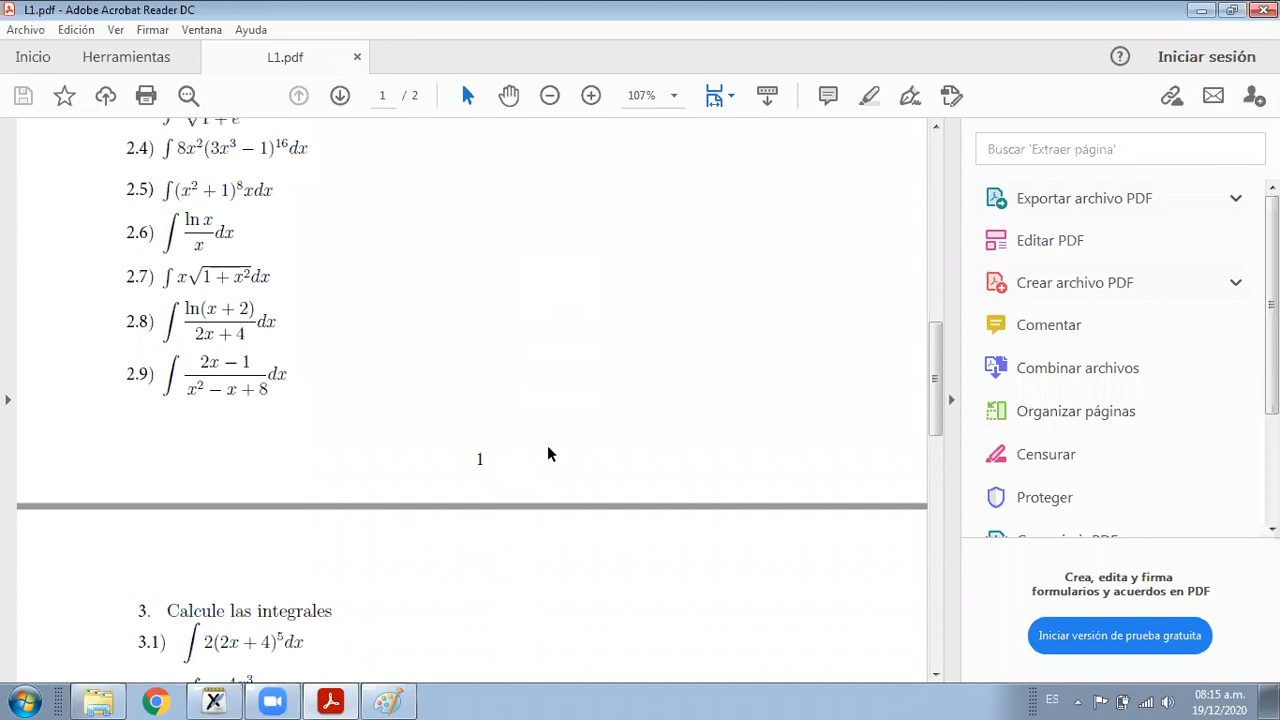 L1.pdf - Adobe Acrobat Reader DC
Archivo Edición Ver Firmar Ventana Ayuda
Inicio Herramientas L1.pdf × Iniciar sesión
1 / 2 107%
2.4) ∫ 8x²(3x³ − 1)¹⁶dx
2.5) ∫(x² + 1)⁸xdx
2.6) ∫ ln x / x dx
2.7) ∫ x√(1 + x²)dx
2.8) ∫ ln(x + 2) / 2x + 4 dx
2.9) ∫ 2x − 1 / x² − x + 8 dx
1
3. Calcule las integrales
3.1) ∫ 2(2x + 4)⁵dx
Buscar 'Extraer página'
Exportar archivo PDF
Editar PDF
Crear archivo PDF
Comentar
Combinar archivos
Organizar páginas
Censurar
Proteger
Crea, edita y firma
formularios y acuerdos en PDF
Iniciar versión de prueba gratuita
ES 08:15 a.m.
19/12/2020